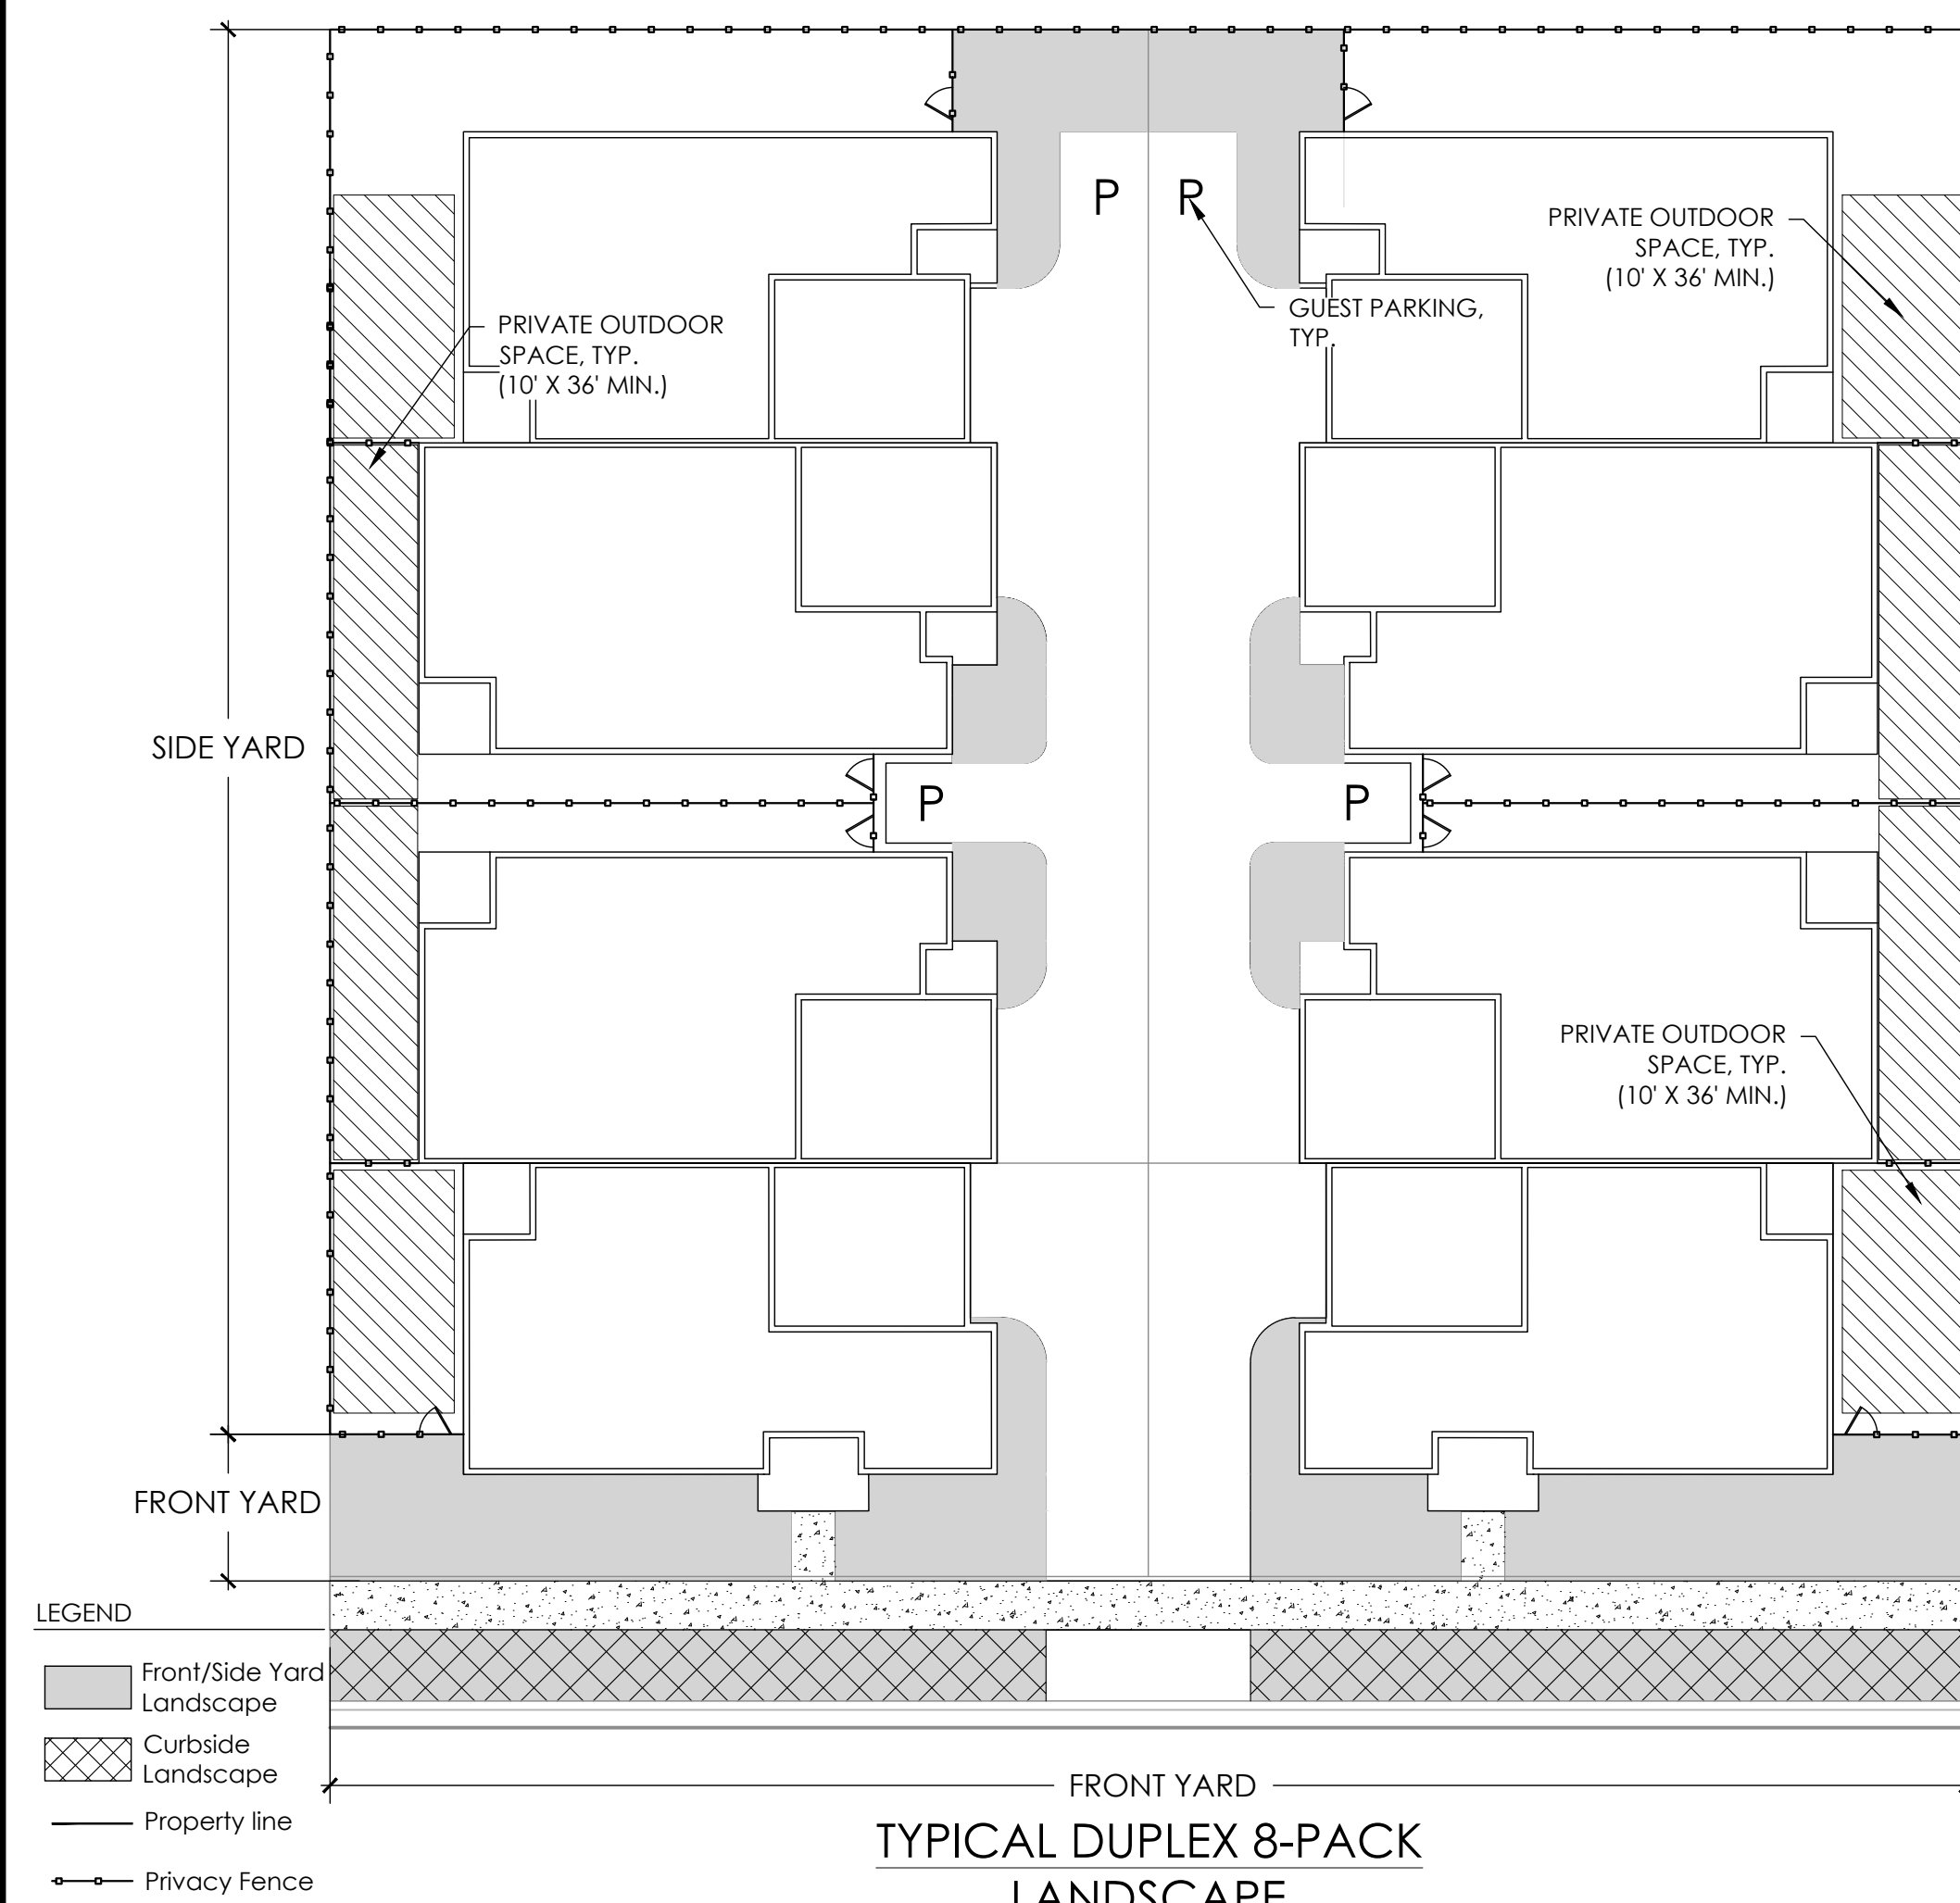 P R
PRIVATE OUTDOOR
SPACE, TYP.
(10' X 36' MIN.)
GUEST PARKING,
TYP.
PRIVATE OUTDOOR
SPACE, TYP.
(10' X 36' MIN.)
SIDE YARD
P
P
PRIVATE OUTDOOR
SPACE, TYP.
(10' X 36' MIN.)
FRONT YARD
LEGEND
Front/Side Yard
Landscape
Curbside
Landscape
Property line
Privacy Fence
FRONT YARD
TYPICAL DUPLEX 8-PACK
LANDSCAPE